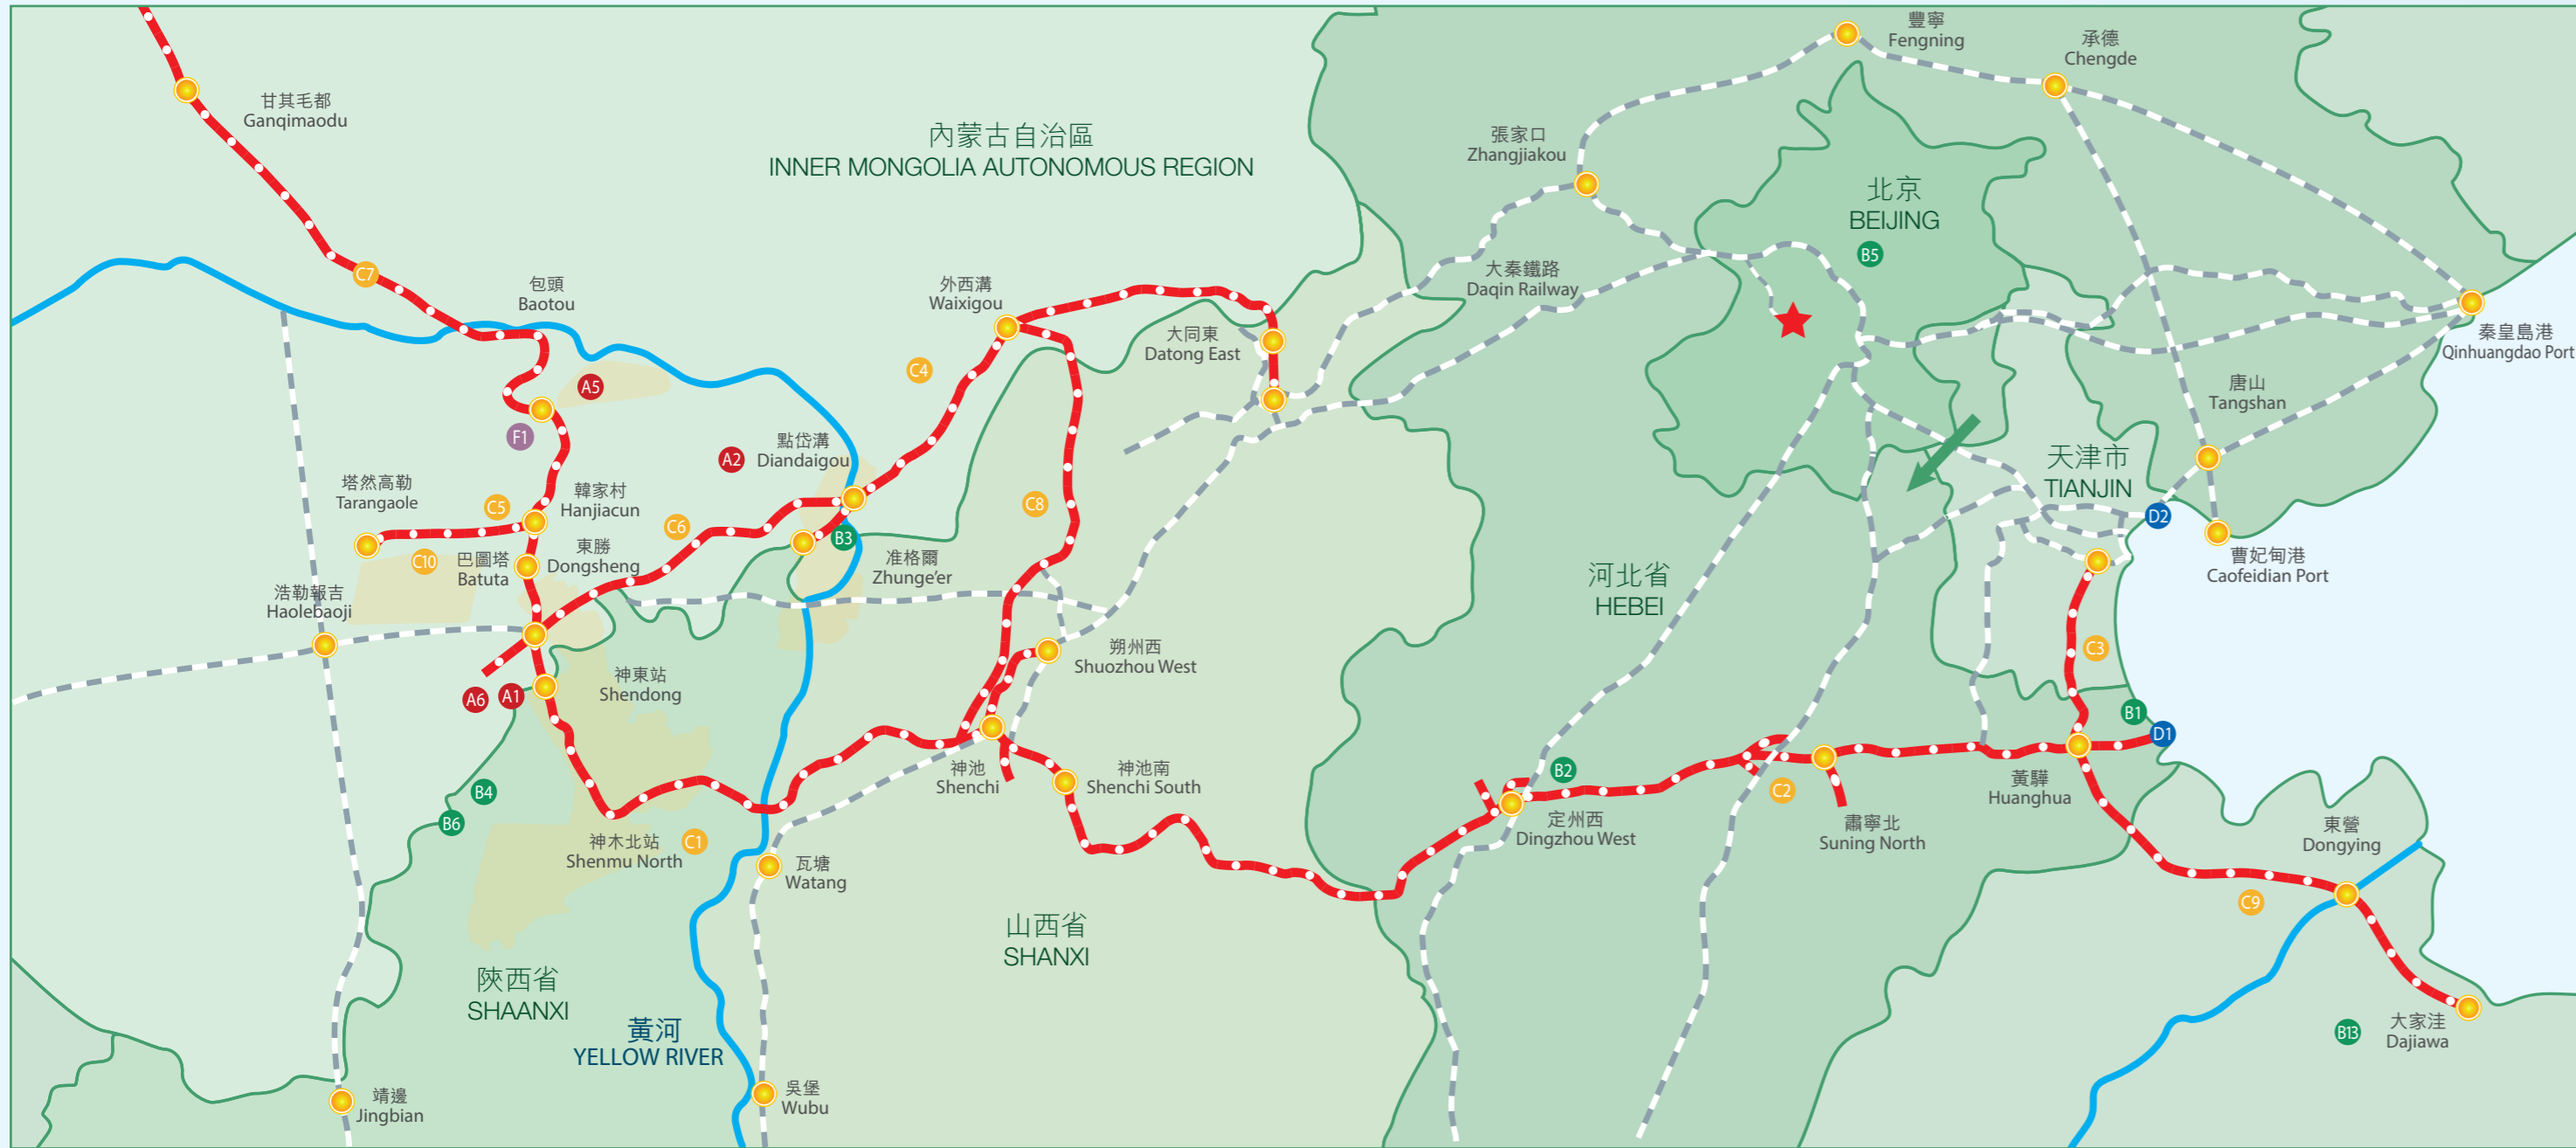 豐寧
Fengning
承德
Chengde
甘其毛都
Ganqimaodu
內蒙古自治區
INNER MONGOLIA AUTONOMOUS REGION
張家口
Zhangjiakou
北京
BEIJING
B5
C7
包頭
Baotou
外西溝
Waixigou
大秦鐵路
Daqin Railway
大同東
Datong East
秦皇島港
Qinhuangdao Port
C4
A5
唐山
Tangshan
F1
A2
點岱溝
Diandaigou
天津市
TIANJIN
塔然高勒
Tarangaole
C5
韓家村
Hanjiacun
C6
C8
D2
B3
C10
巴圖塔
Batuta
東勝
Dongsheng
准格爾
Zhunge'er
曹妃甸港
Caofeidian Port
河北省
HEBEI
浩勒報吉
Haolebaoji
朔州西
Shuozhou West
C3
神東站
Shendong
A6
A1
B1
D1
神池
Shenchi
神池南
Shenchi South
B2
C2
黃驊
Huanghua
B4
B6
神木北站
Shenmu North
C1
定州西
Dingzhou West
肅寧北
Suning North
東營
Dongying
瓦塘
Watang
C9
山西省
SHANXI
陝西省
SHAANXI
黃河
YELLOW RIVER
B13
大家洼
Dajiawa
靖邊
Jingbian
吳堡
Wubu